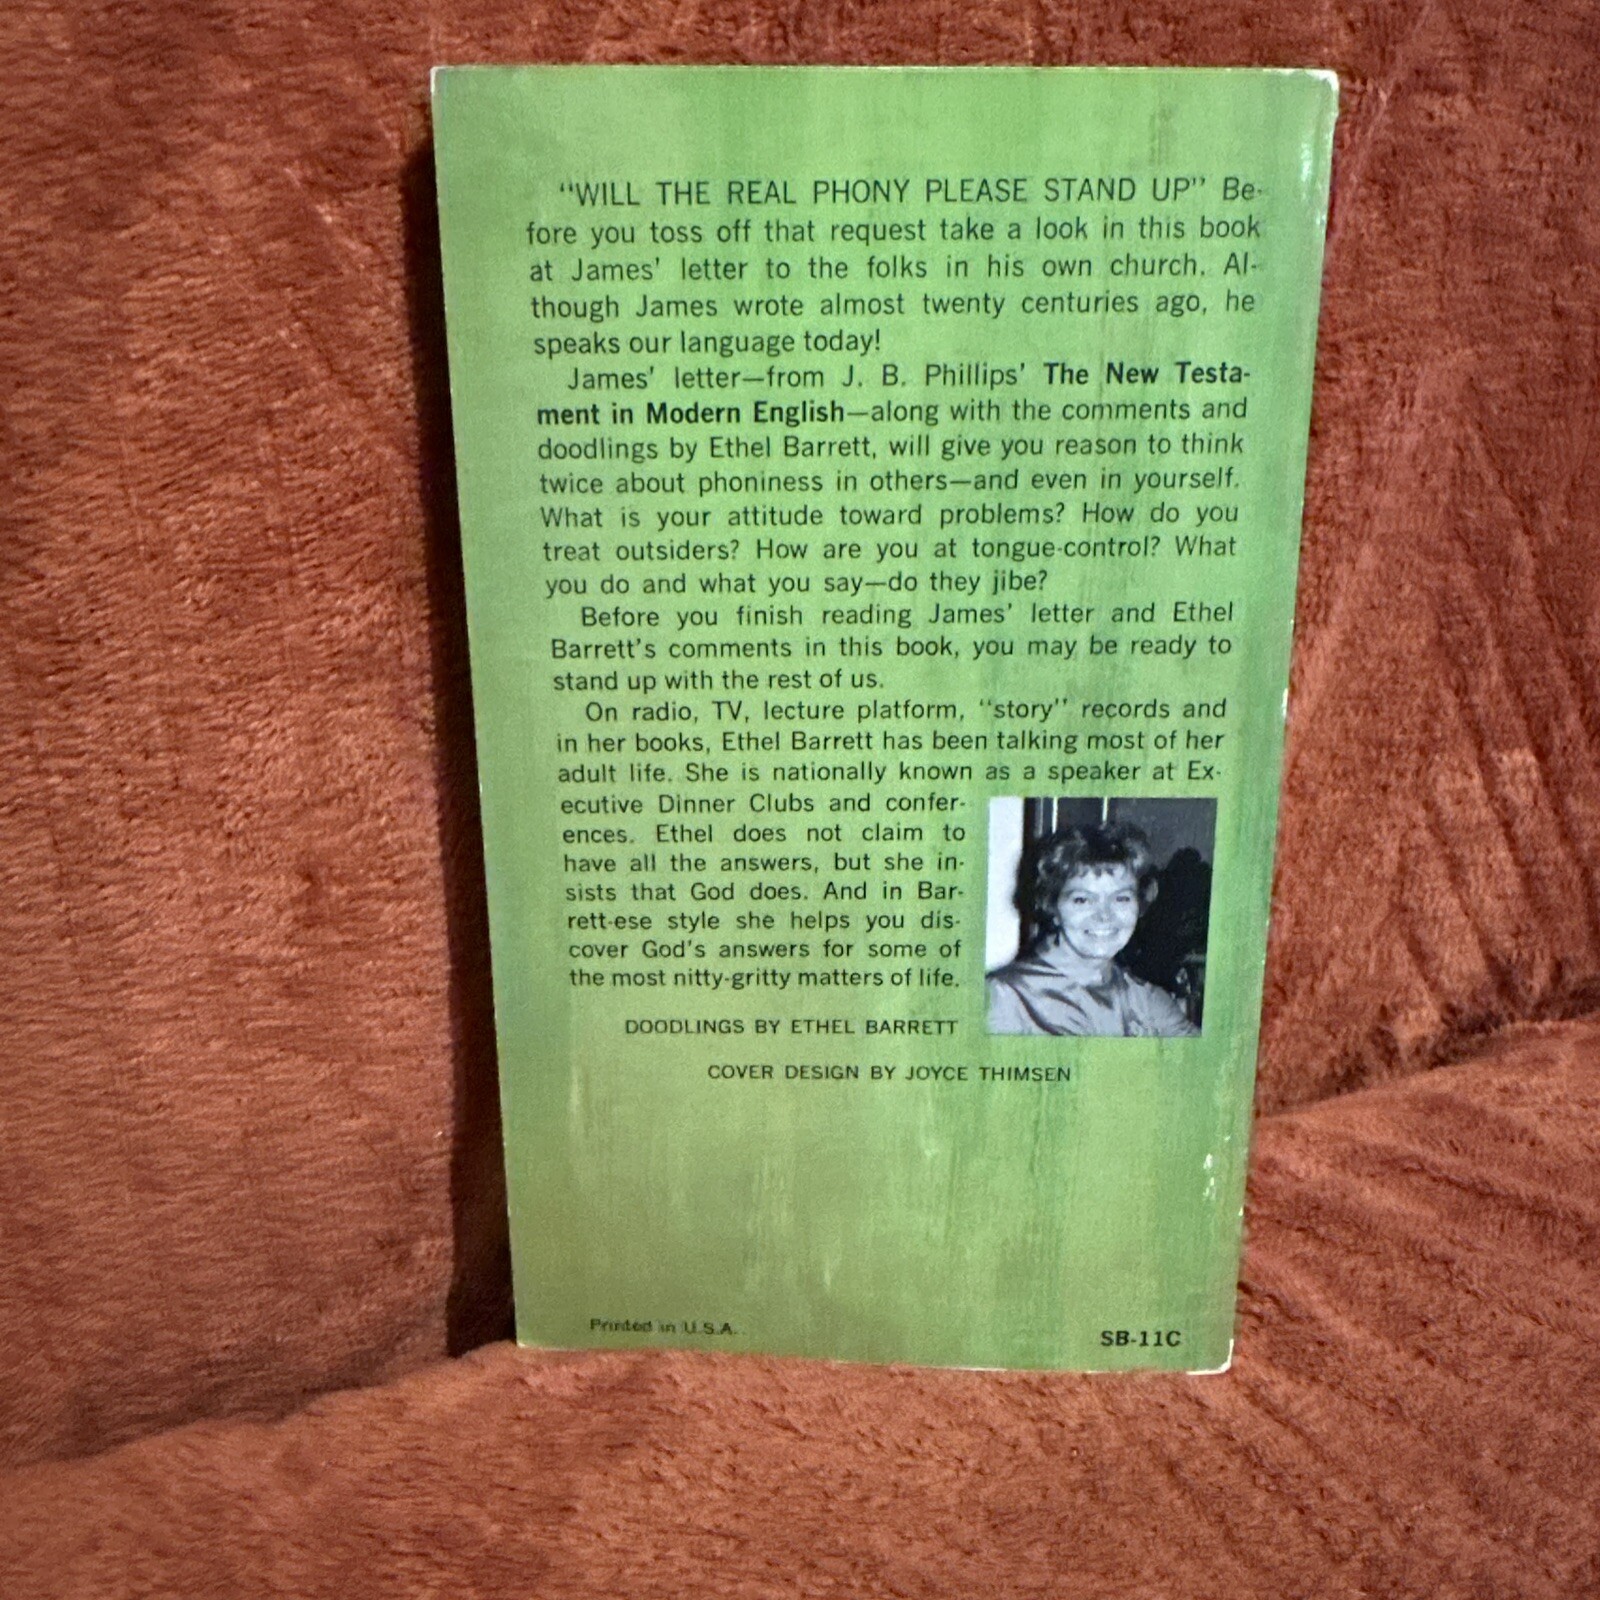 "WILL THE REAL PHONY PLEASE STAND UP" Be-
fore you toss off that request take a look in this book
at James' letter to the folks in his own church. Al-
though James wrote almost twenty centuries ago, he
speaks our language today!
James' letter—from J. B. Phillips' The New Testa-
ment in Modern English—along with the comments and
doodlings by Ethel Barrett, will give you reason to think
twice about phoniness in others—and even in yourself.
What is your attitude toward problems? How do you
treat outsiders? How are you at tongue-control? What
you do and what you say—do they jibe?
Before you finish reading James' letter and Ethel
Barrett's comments in this book, you may be ready to
stand up with the rest of us.
On radio, TV, lecture platform, "story" records and
in her books, Ethel Barrett has been talking most of her
adult life. She is nationally known as a speaker at Ex-
ecutive Dinner Clubs and confer-
ences. Ethel does not claim to
have all the answers, but she in-
sists that God does. And in Bar-
rett-ese style she helps you dis-
cover God's answers for some of
the most nitty-gritty matters of life.
DOODLINGS BY ETHEL BARRETT
COVER DESIGN BY JOYCE THIMSEN
Printed in U.S.A.
SB-11C